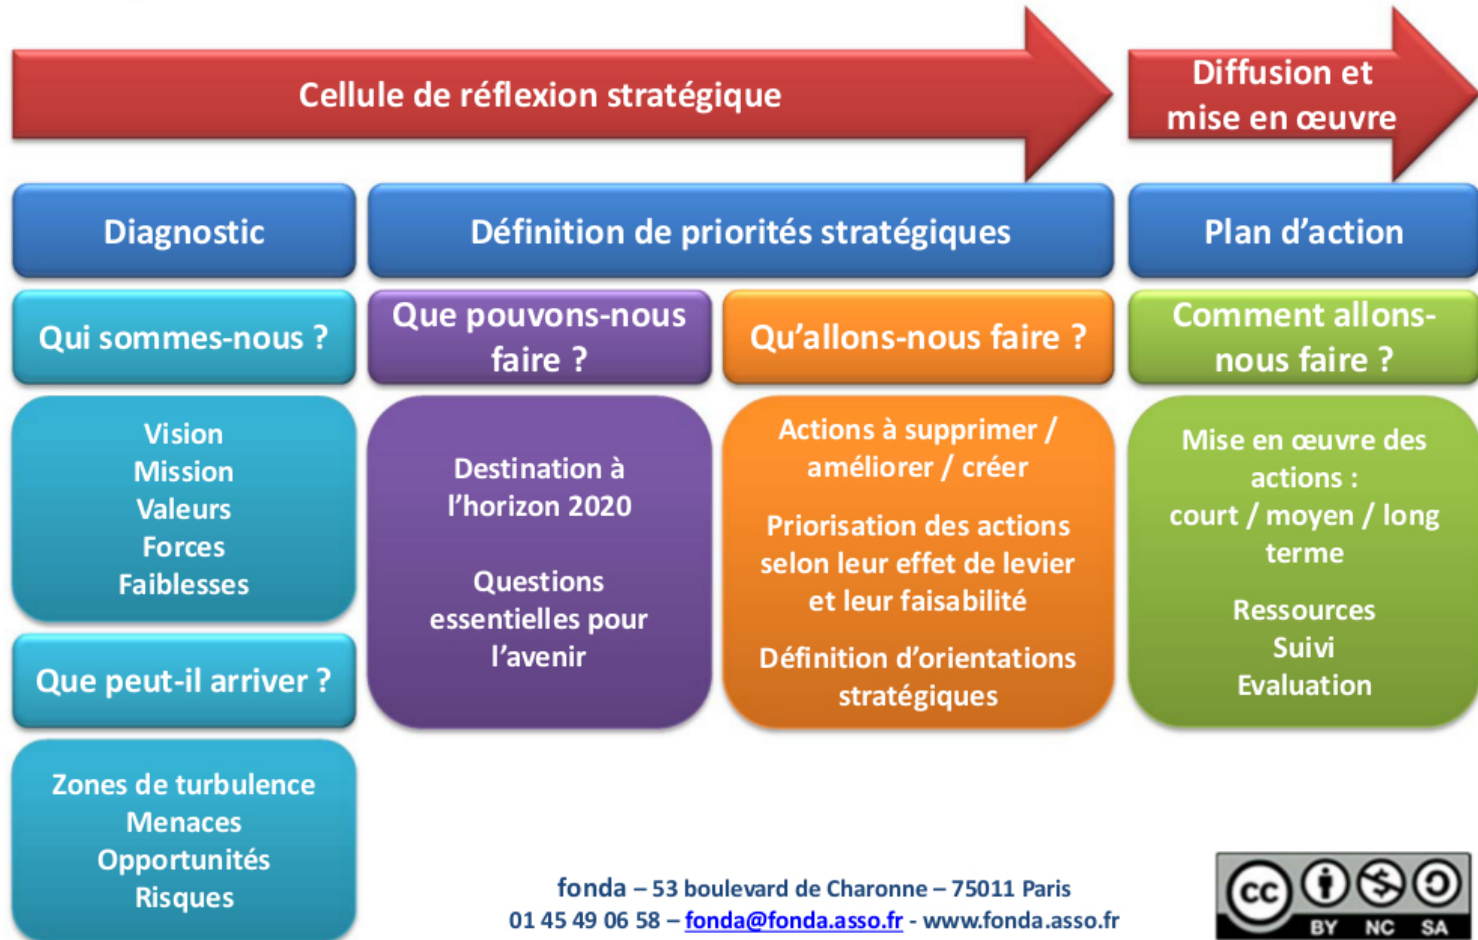 Cellule de réflexion stratégique
Diffusion et
mise en œuvre
Diagnostic
Définition de priorités stratégiques
Plan d’action
Qui sommes-nous ?
Que pouvons-nous
faire ?
Qu’allons-nous faire ?
Comment allons-
nous faire ?
Vision
Mission
Valeurs
Forces
Faiblesses
Que peut-il arriver ?
Zones de turbulence
Menaces
Opportunités
Risques
Destination à
l’horizon 2020
Questions
essentielles pour
l’avenir
Actions à supprimer /
améliorer / créer
Priorisation des actions
selon leur effet de levier
et leur faisabilité
Définition d’orientations
stratégiques
Mise en œuvre des
actions :
court / moyen / long
terme
Ressources
Suivi
Evaluation
fonda – 53 boulevard de Charonne – 75011 Paris
01 45 49 06 58 – fonda@fonda.asso.fr - www.fonda.asso.fr
cc
BY NC SA